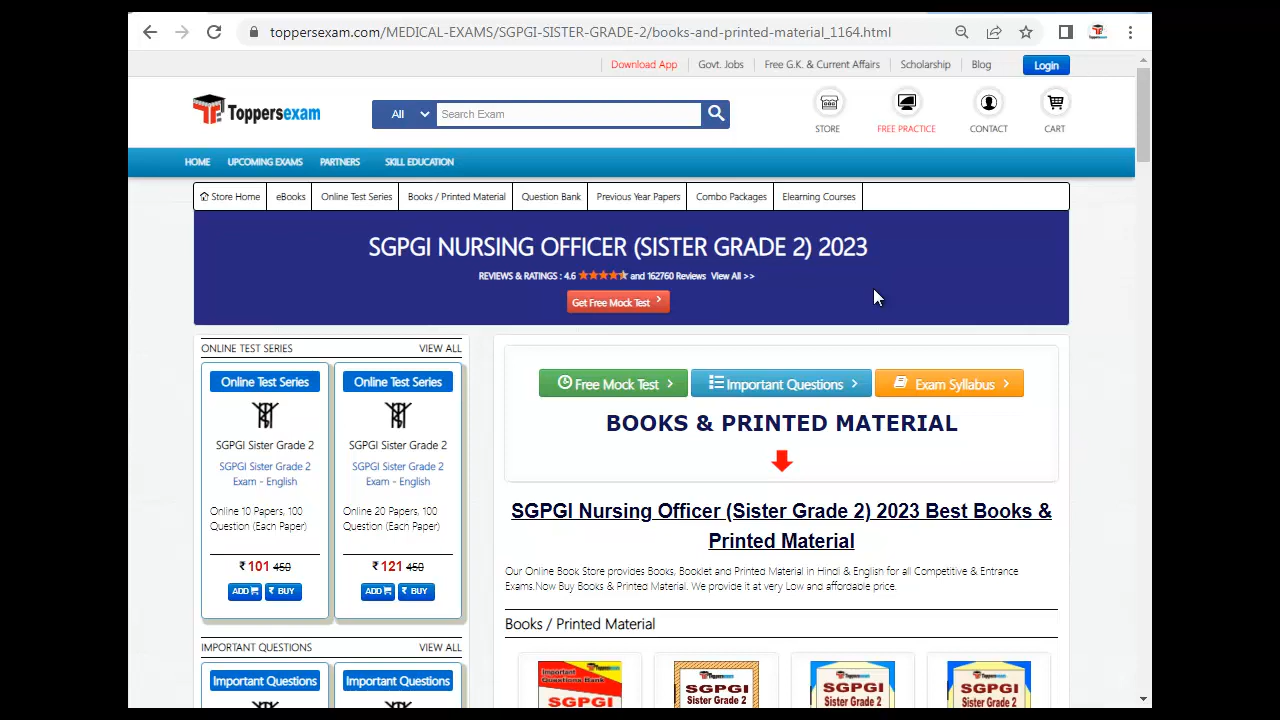 toppersexam.com/MEDICAL-EXAMS/SGPGI-SISTER-GRADE-2/books-and-printed-material_1164.html
Download App
Govt. Jobs
Free G.K. & Current Affairs
Scholarship
Blog
Login
Toppersexam
All
Search Exam
STORE
FREE PRACTICE
CONTACT
CART
HOME
UPCOMING EXAMS
PARTNERS
SKILL EDUCATION
Store Home
eBooks
Online Test Series
Books / Printed Material
Question Bank
Previous Year Papers
Combo Packages
Elearning Courses
SGPGI NURSING OFFICER (SISTER GRADE 2) 2023
REVIEWS & RATINGS : 4.6 and 162760 Reviews View All >>
Get Free Mock Test
ONLINE TEST SERIES
VIEW ALL
Online Test Series
SGPGI Sister Grade 2
SGPGI Sister Grade 2
Exam - English
Online 10 Papers, 100
Question (Each Paper)
₹ 101 450
ADD
₹ BUY
Online Test Series
SGPGI Sister Grade 2
SGPGI Sister Grade 2
Exam - English
Online 20 Papers, 100
Question (Each Paper)
₹ 121 450
ADD
₹ BUY
IMPORTANT QUESTIONS
VIEW ALL
Important Questions
Important Questions
Free Mock Test
Important Questions
Exam Syllabus
BOOKS & PRINTED MATERIAL
SGPGI Nursing Officer (Sister Grade 2) 2023 Best Books &
Printed Material
Our Online Book Store provides Books, Booklet and Printed Material in Hindi & English for all Competitive & Entrance
Exams.Now Buy Books & Printed Material. We provide it at very Low and affordable price.
Books / Printed Material
Toppersexam
Important
Questions Bank
SGPGI
Toppersexam
SGPGI
Sister Grade 2
Toppersexam
SGPGI
Sister Grade 2
Toppersexam
SGPGI
Sister Grade 2